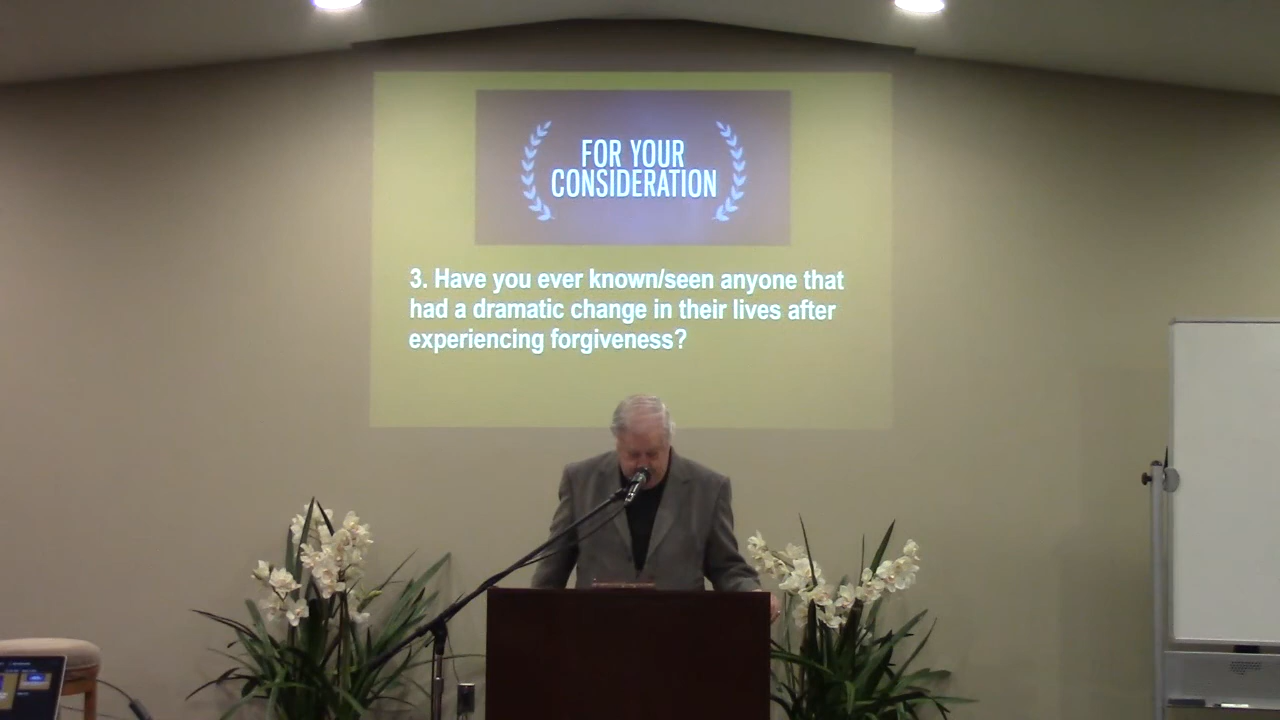 FOR YOUR
CONSIDERATION
3. Have you ever known/seen anyone that
had a dramatic change in their lives after
experiencing forgiveness?